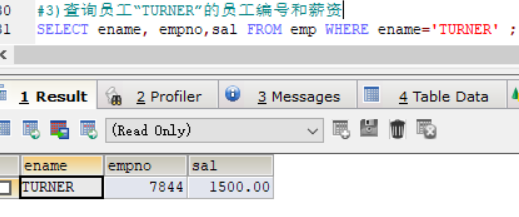 30 #3)查询员工“TURNER”的员工编号和薪资
31 SELECT ename, empno,sal FROM emp WHERE ename='TURNER' ;
1 Result 2 Profiler 3 Messages 4 Table Data
(Read Only)
ename empno sal
TURNER 7844 1500.00